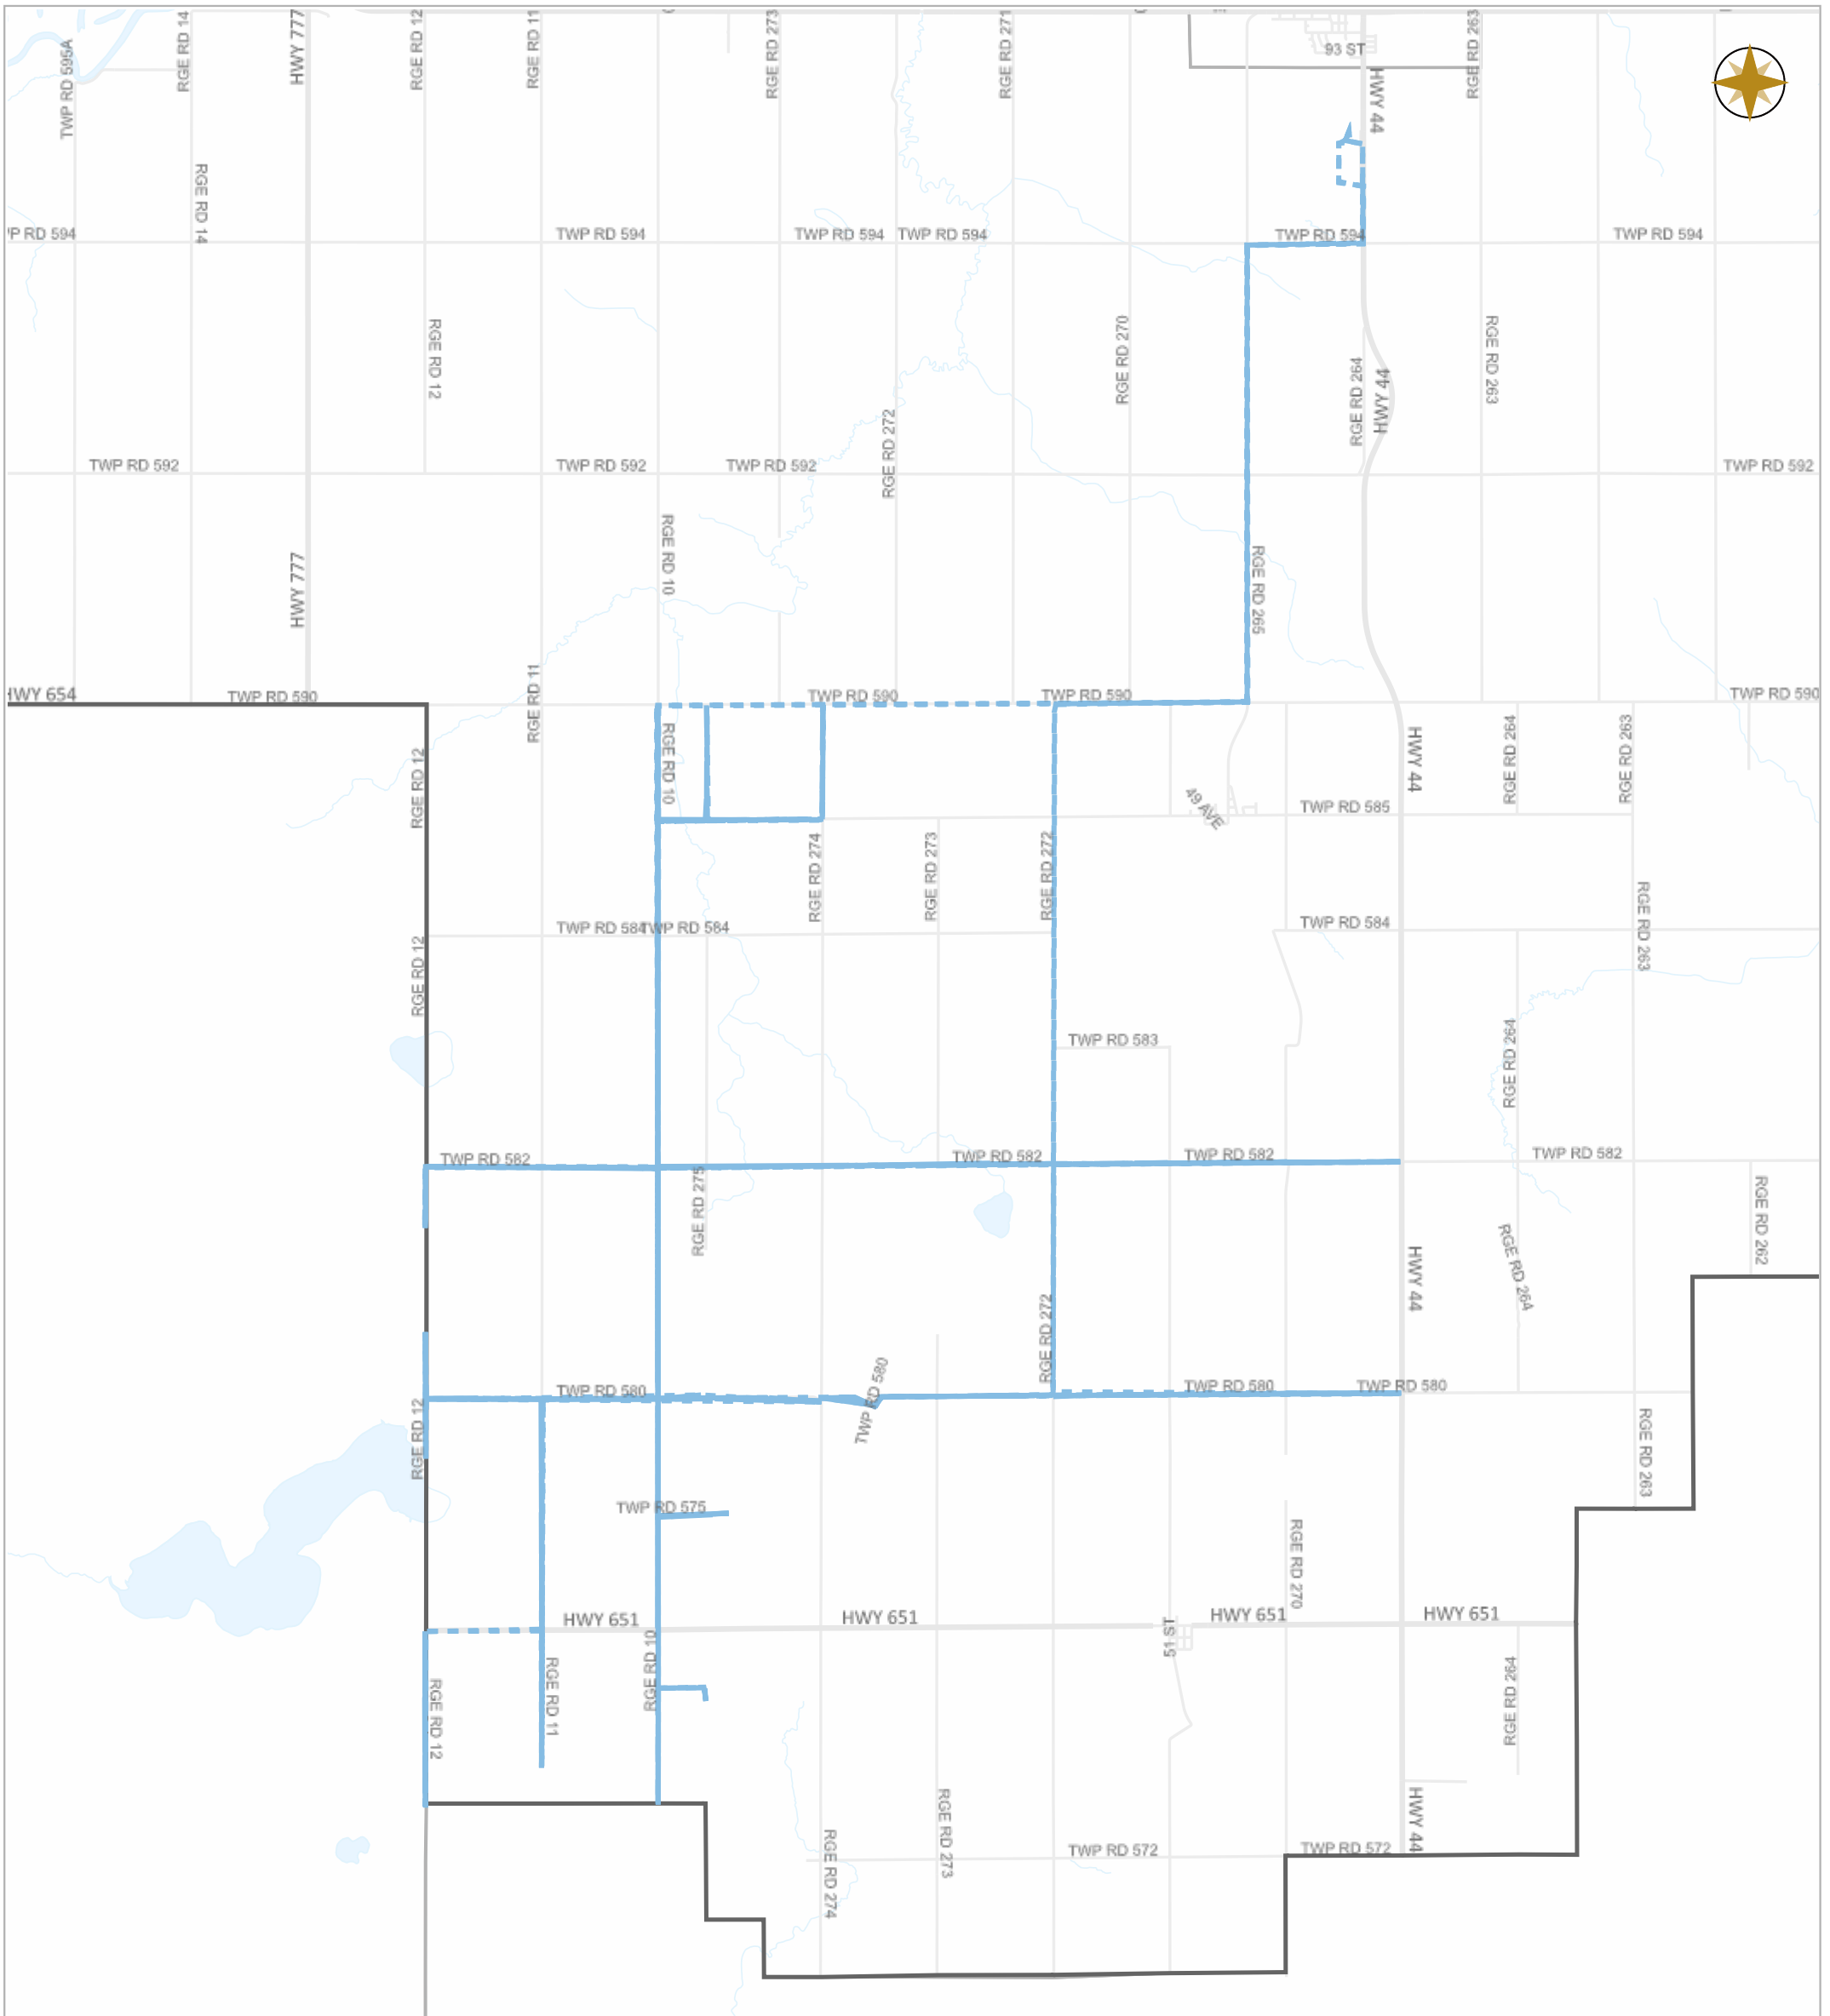 TWP RD 595A
RGE RD 14
HWY 777
RGE RD 12
RGE RD 11
RGE RD 273
RGE RD 271
93 ST
HWY 44
RGE RD 263
RGE RD 14
TWP RD 594
TWP RD 594
TWP RD 594
TWP RD 594
TWP RD 594
RGE RD 12
RGE RD 270
RGE RD 264
HWY 44
RGE RD 263
RGE RD 272
TWP RD 592
TWP RD 592
TWP RD 592
TWP RD 592
HWY 777
RGE RD 10
RGE RD 265
HWY 654
TWP RD 590
RGE RD 11
TWP RD 590
TWP RD 590
TWP RD 590
RGE RD 12
RGE RD 10
HWY 44
RGE RD 264
RGE RD 263
49 AVE
TWP RD 585
RGE RD 274
RGE RD 273
RGE RD 272
TWP RD 584
TWP RD 584
TWP RD 584
RGE RD 263
RGE RD 12
TWP RD 583
RGE RD 264
TWP RD 582
TWP RD 582
TWP RD 582
TWP RD 582
RGE RD 275
RGE RD 262
HWY 44
RGE RD 264
RGE RD 272
TWP RD 580
TWP RD 580
TWP RD 580
TWP RD 580
RGE RD 12
RGE RD 263
TWP RD 575
RGE RD 270
HWY 651
HWY 651
HWY 651
HWY 651
51 ST
RGE RD 10
RGE RD 12
RGE RD 11
RGE RD 264
RGE RD 273
HWY 44
RGE RD 274
TWP RD 572
TWP RD 572